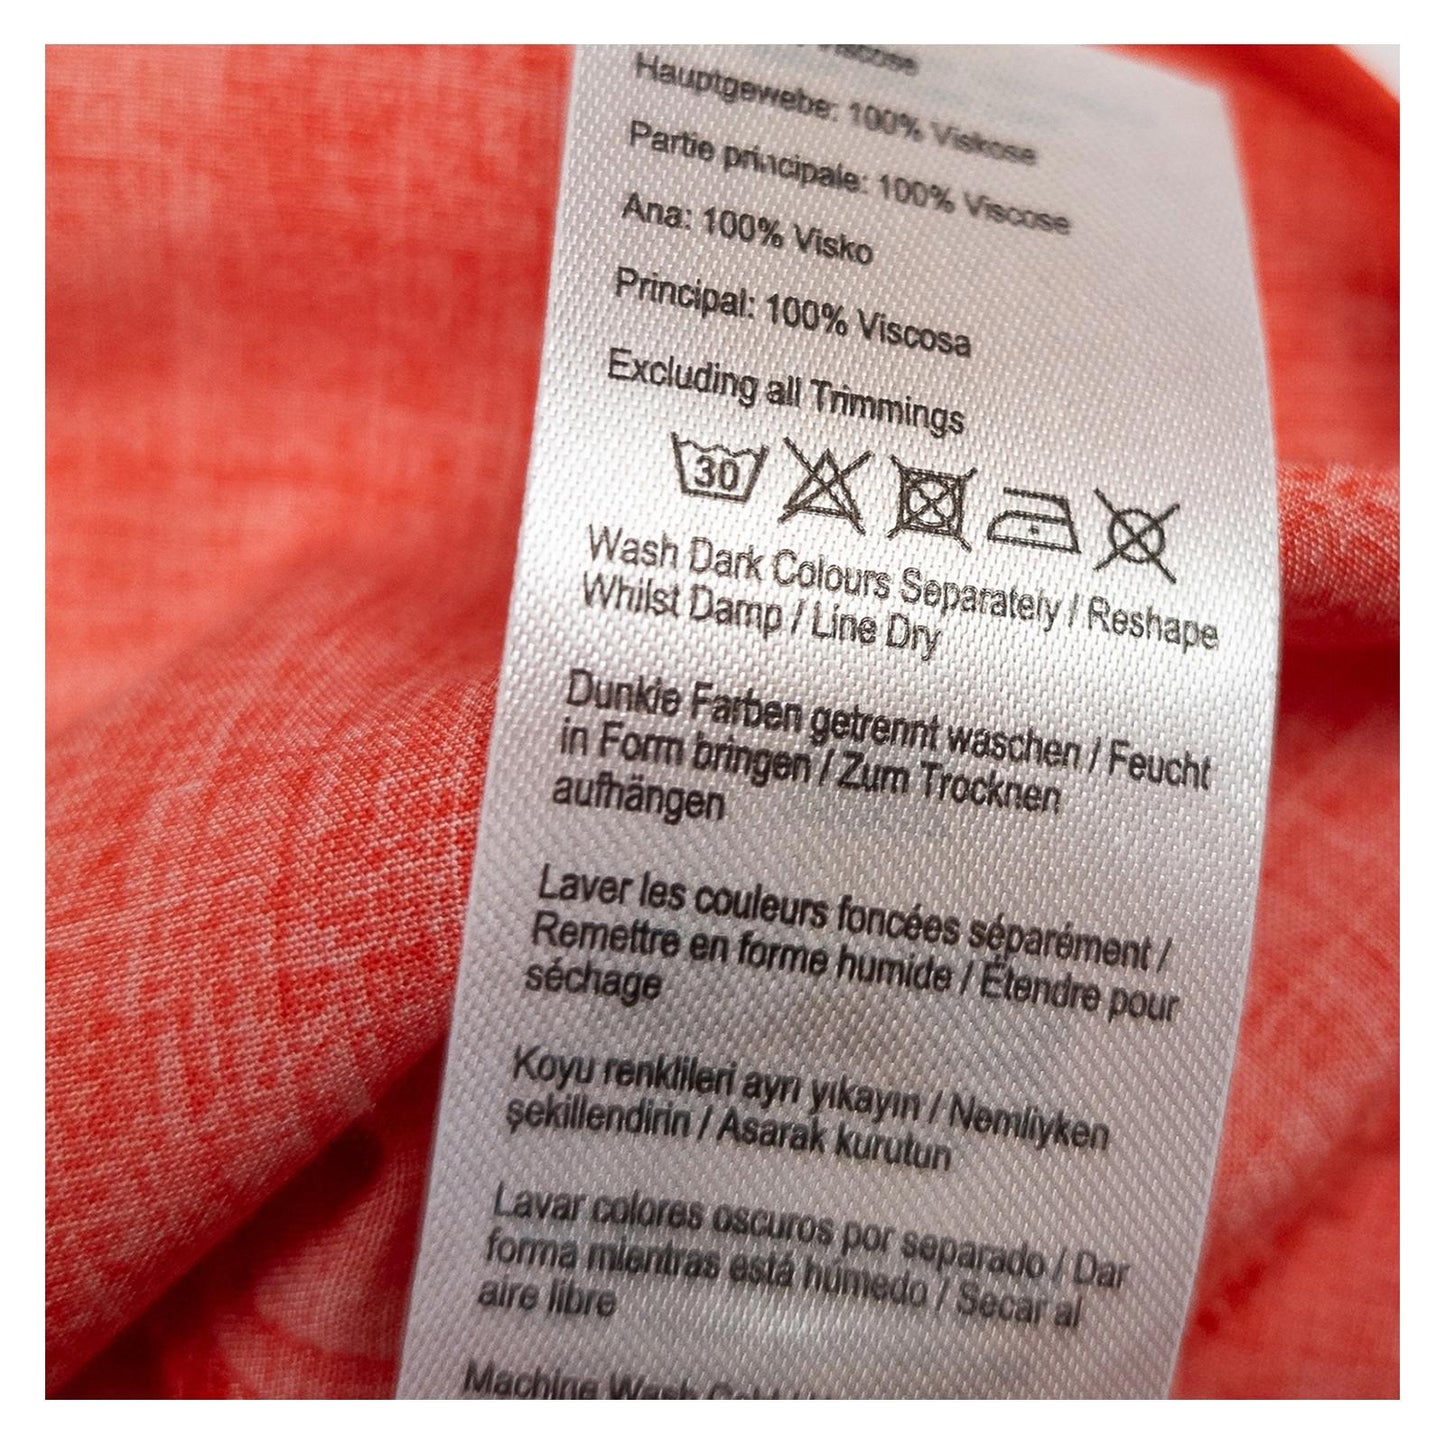 Viscose
Hauptgewebe: 100% Viskose
Partie principale: 100% Viscose
Ana: 100% Visko
Principal: 100% Viscosa
Excluding all Trimmings
30
Wash Dark Colours Separately / Reshape
Whilst Damp / Line Dry
Dunkle Farben getrennt waschen / Feucht
in Form bringen / Zum Trocknen
aufhängen
Laver les couleurs foncées séparément /
Remettre en forme humide / Étendre pour
séchage
Koyu renklileri ayrı yıkayın / Nemliyken
şekillendirin / Asarak kurutun
Lavar colores oscuros por separado / Dar
forma mientras está húmedo / Secar al
aire libre
Machine Wash Cold /